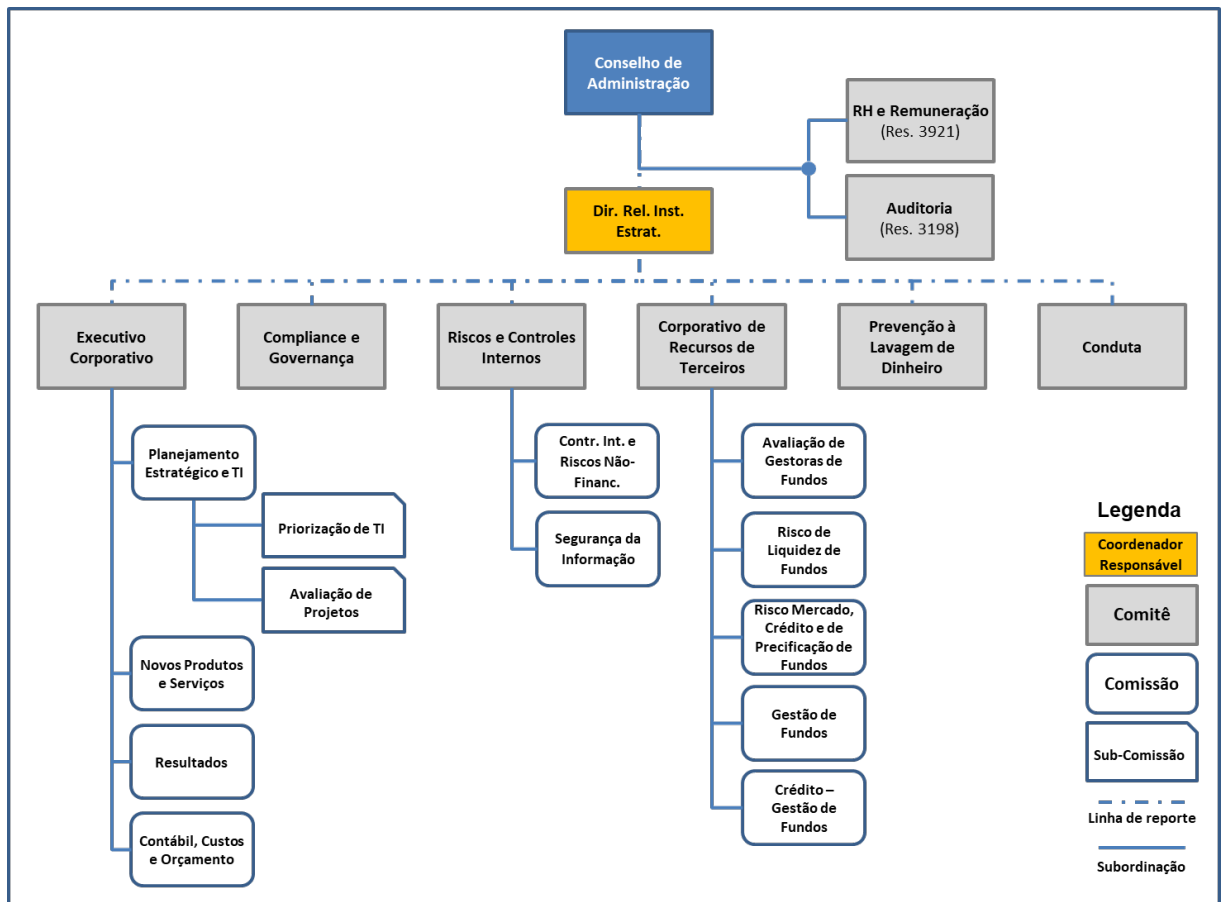 Conselho de
Administração
RH e Remuneração
(Res. 3921)
Auditoria
(Res. 3198)
Dir. Rel. Inst.
Estrat.
Executivo
Corporativo
Compliance e
Governança
Riscos e Controles
Internos
Corporativo de
Recursos de
Terceiros
Prevenção à
Lavagem de
Dinheiro
Conduta
Planejamento
Estratégico e TI
Priorização de TI
Avaliação de
Projetos
Novos Produtos
e Serviços
Resultados
Contábil, Custos
e Orçamento
Contr. Int. e
Riscos Não-
Financ.
Segurança da
Informação
Avaliação de
Gestoras de
Fundos
Risco de
Liquidez de
Fundos
Risco Mercado,
Crédito e de
Precificação de
Fundos
Gestão de
Fundos
Crédito –
Gestão de
Fundos
Legenda
Coordenador
Responsável
Comitê
Comissão
Sub-Comissão
Linha de reporte
Subordinação